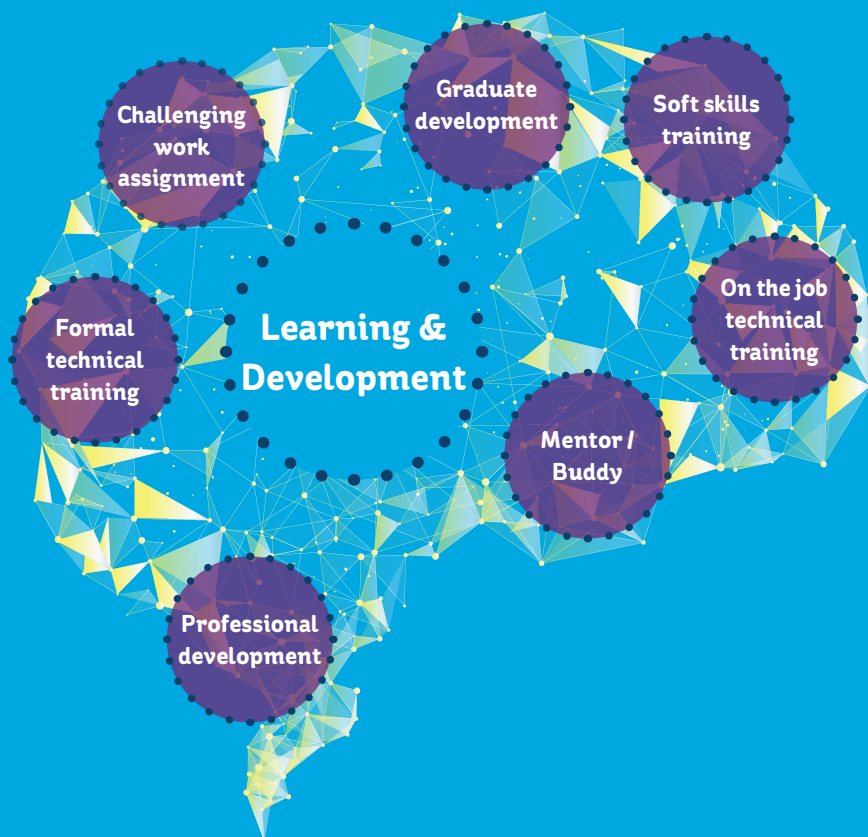 Graduate
development
Soft skills
training
Challenging
work
assignment
On the job
technical
training
Learning &
Development
Formal
technical
training
Mentor /
Buddy
Professional
development